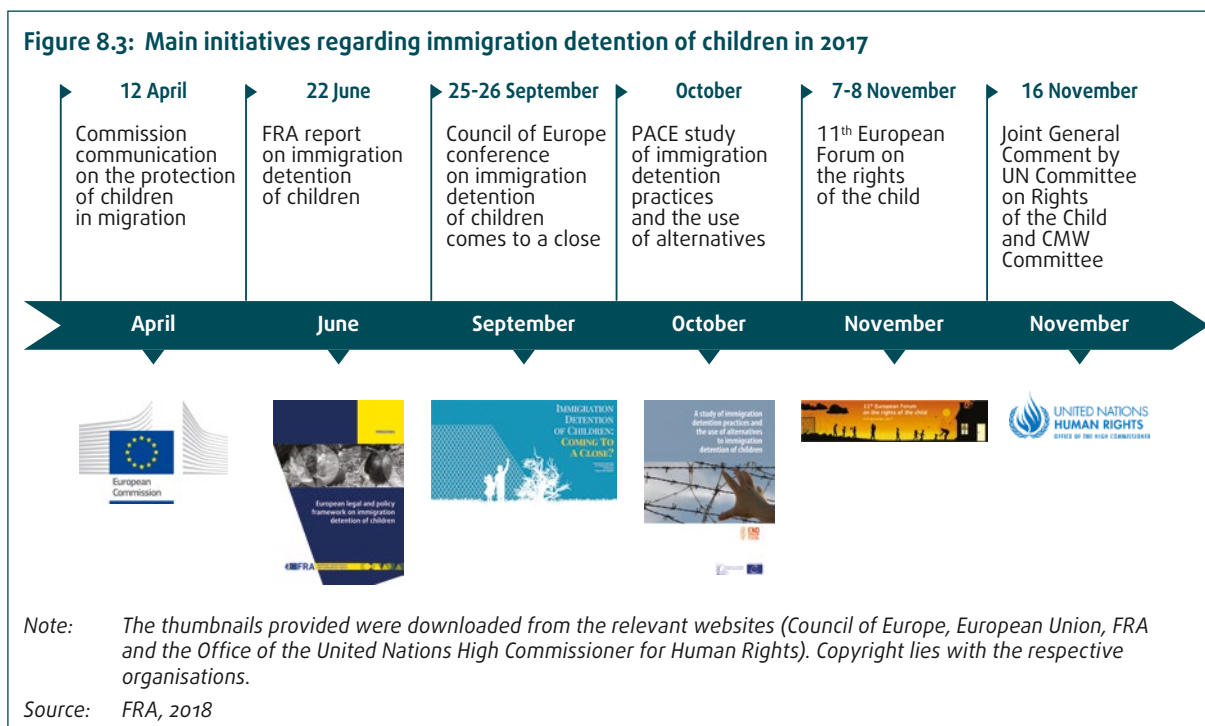 Figure 8.3: Main initiatives regarding immigration detention of children in 2017
12 April
Commission
communication
on the protection
of children
in migration
22 June
FRA report
on immigration
detention
of children
25-26 September
Council of Europe
conference
on immigration
detention
of children
comes to a close
October
PACE study
of immigration
detention
practices
and the use
of alternatives
7-8 November
11th European
Forum on
the rights
of the child
16 November
Joint General
Comment by
UN Committee
on Rights
of the Child
and CMW
Committee
April
June
September
October
November
November
European
Commission
European legal and policy
framework on immigration
detention of children
FRA
IMMIGRATION
DETENTION
OF CHILDREN:
COMING TO
A CLOSE?
A study of immigration
detention practices and
the use of alternatives
to immigration
detention of children
11th European Forum
on the rights of the child
UNITED NATIONS
HUMAN RIGHTS
OFFICE OF THE HIGH COMMISSIONER
Note: The thumbnails provided were downloaded from the relevant websites (Council of Europe, European Union, FRA
and the Office of the United Nations High Commissioner for Human Rights). Copyright lies with the respective
organisations.
Source: FRA, 2018